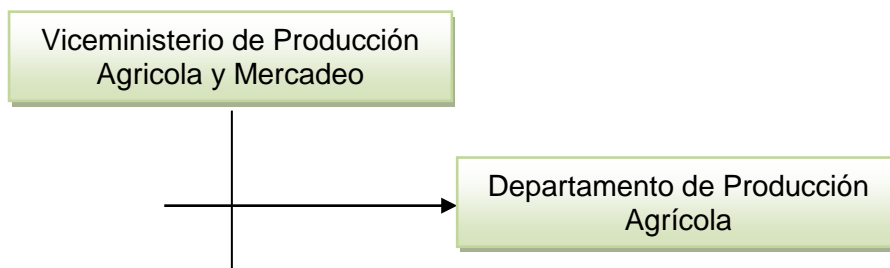 Viceministerio de Producción
Agricola y Mercadeo
Departamento de Producción
Agrícola